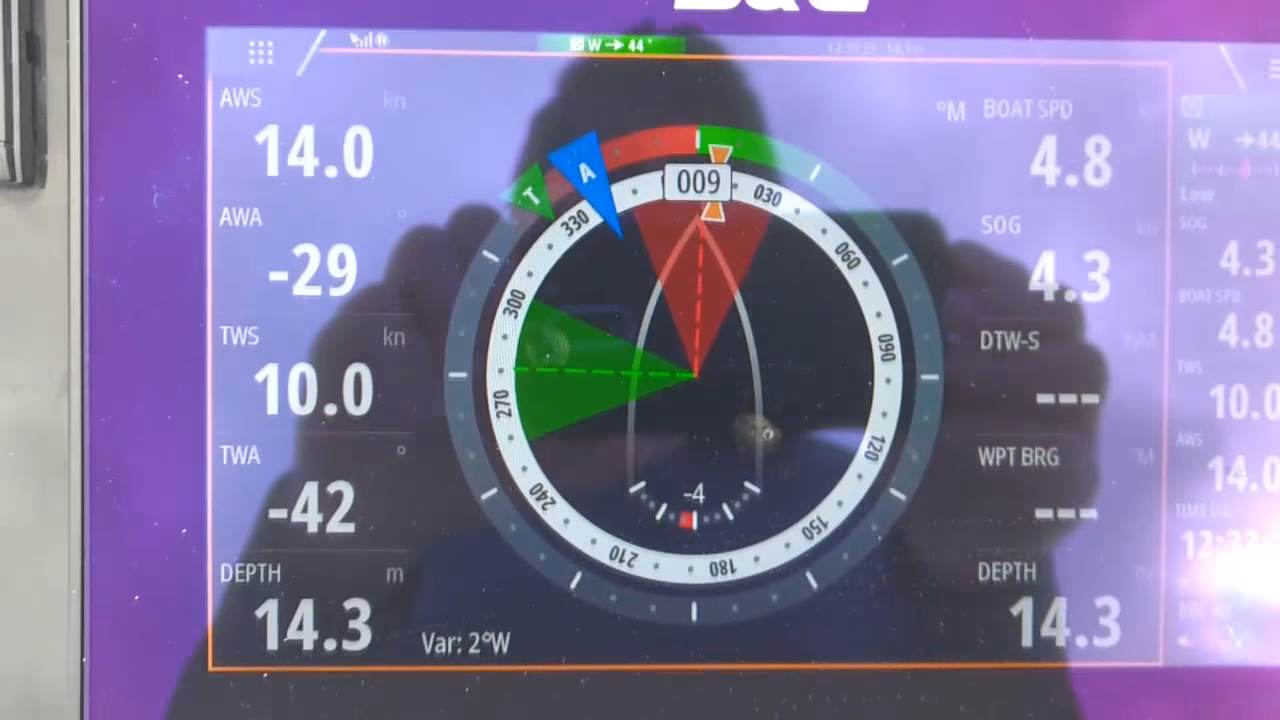 W → 44°
AWS kn
14.0
AWA °
-29
TWS kn
10.0
TWA °
-42
DEPTH m
14.3
Var: 2°W
T
A
009
°M
030
060
090
120
150
180
210
240
270
300
330
-4
BOAT SPD
4.8
SOG
4.3
DTW-S
---
WPT BRG °M
---
DEPTH
14.3
W →44
Low
SOG
4.3
BOAT SPD
4.8
TWS
10.0
AWS
14.0